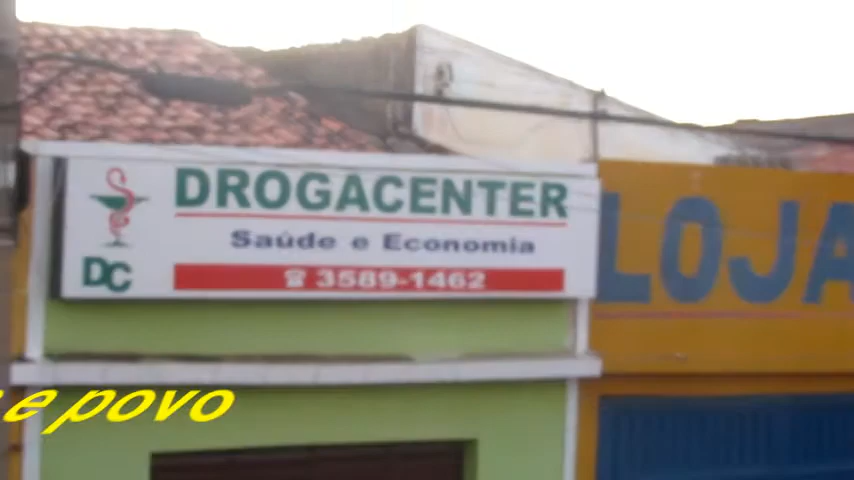 DROGACENTER
Saúde e Economia
DC
☎ 3589-1462
LOJA
e povo